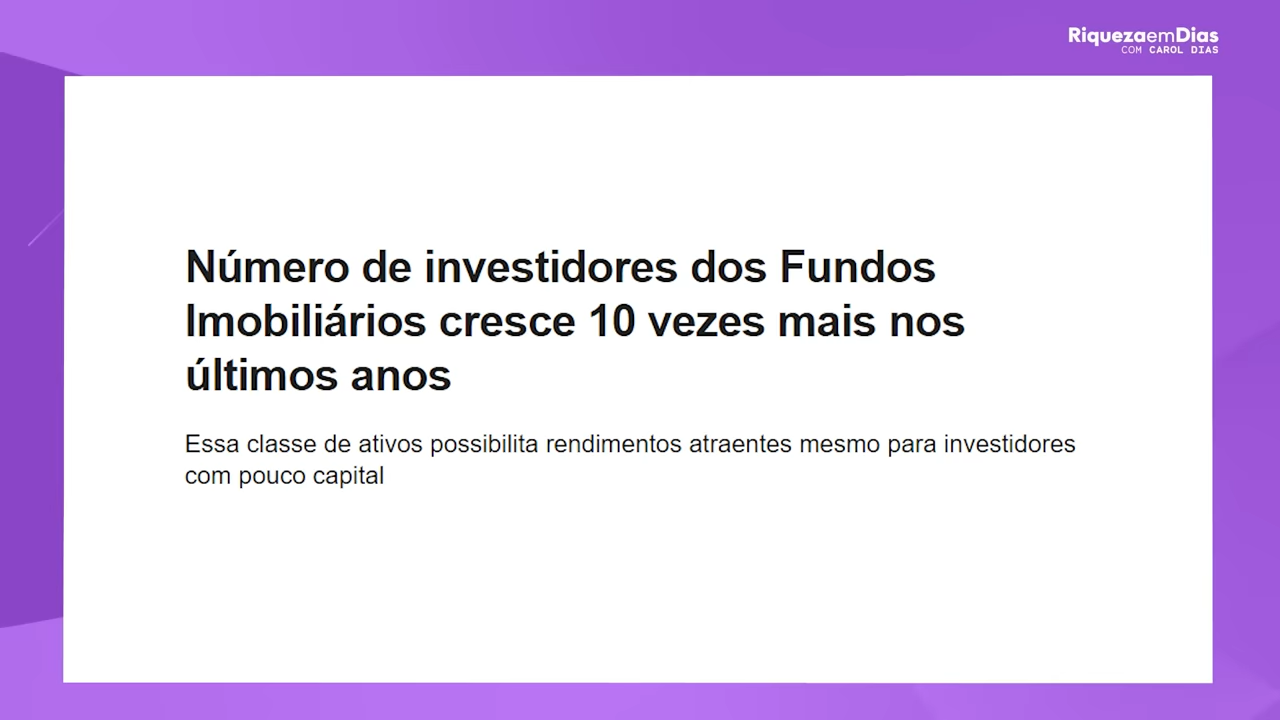 RiquezaemDias
COM CAROL DIAS
Número de investidores dos Fundos
Imobiliários cresce 10 vezes mais nos
últimos anos
Essa classe de ativos possibilita rendimentos atraentes mesmo para investidores
com pouco capital